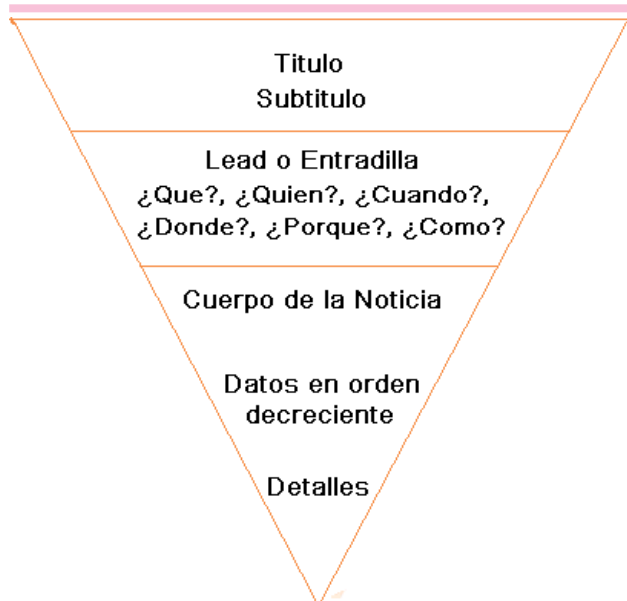 Titulo
Subtitulo
Lead o Entradilla
¿Que?, ¿Quien?, ¿Cuando?,
¿Donde?, ¿Porque?, ¿Como?
Cuerpo de la Noticia
Datos en orden
decreciente
Detalles